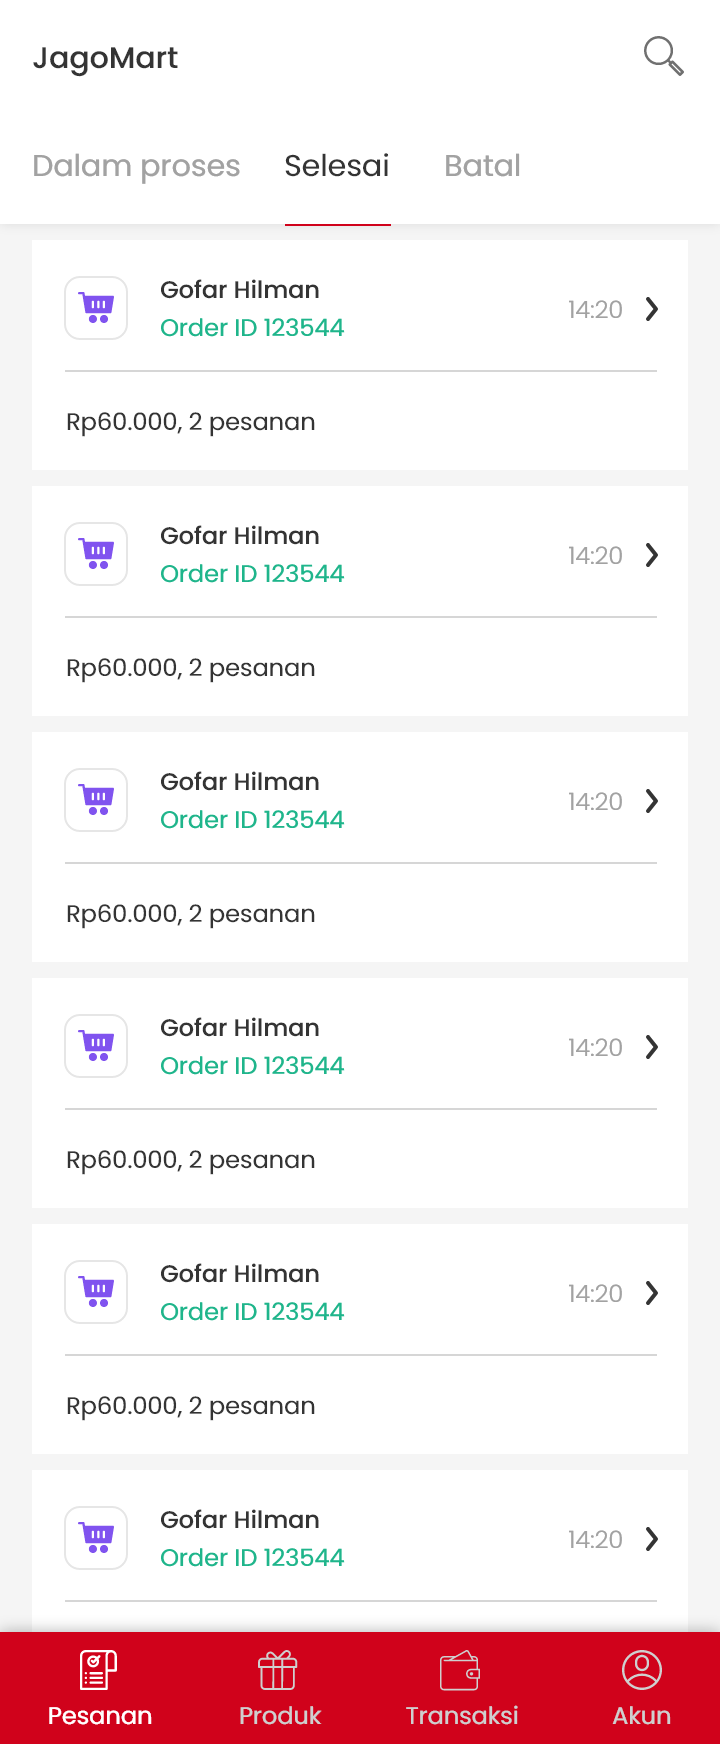 JagoMart
Dalam proses Selesai Batal
Gofar Hilman
Order ID 123544
14:20
Rp60.000, 2 pesanan
Gofar Hilman
Order ID 123544
14:20
Rp60.000, 2 pesanan
Gofar Hilman
Order ID 123544
14:20
Rp60.000, 2 pesanan
Gofar Hilman
Order ID 123544
14:20
Rp60.000, 2 pesanan
Gofar Hilman
Order ID 123544
14:20
Rp60.000, 2 pesanan
Gofar Hilman
Order ID 123544
14:20
Pesanan Produk Transaksi Akun